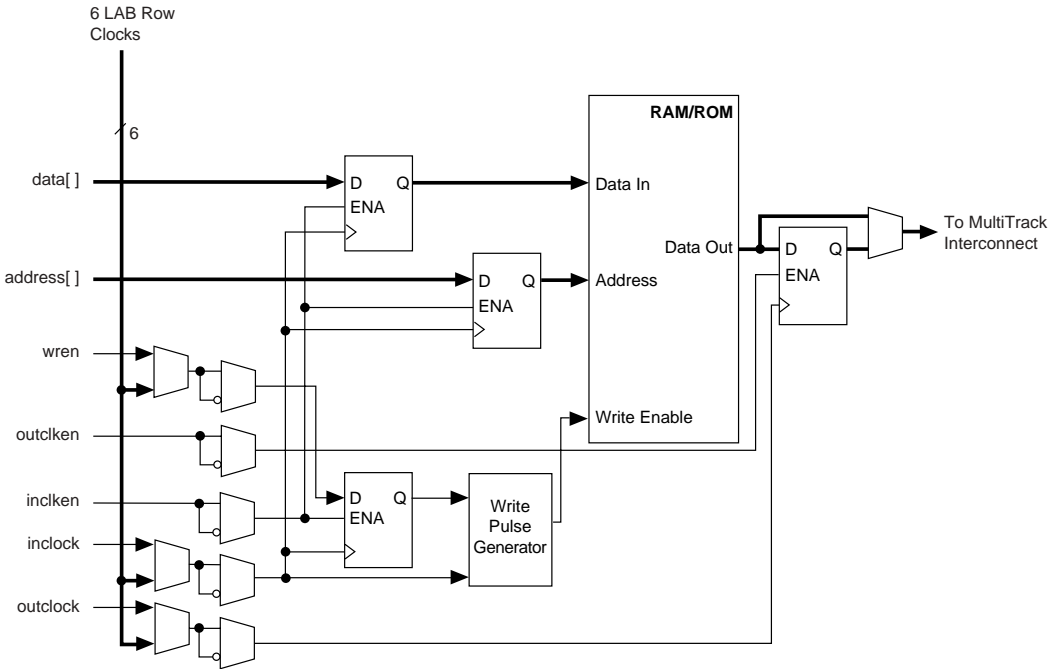 6 LAB Row
Clocks
6
RAM/ROM
data[ ]
D Q
ENA
Data In
Data Out
D Q
ENA
To MultiTrack
Interconnect
address[ ]
D Q
ENA
Address
wren
Write Enable
outclken
inclken
D Q
ENA
Write
Pulse
Generator
inclock
outclock